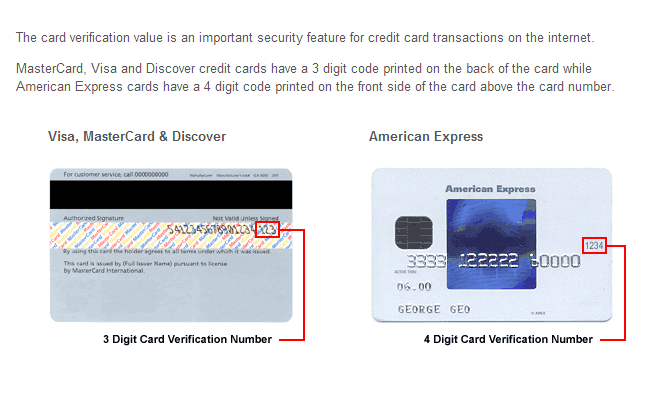 The card verification value is an important security feature for credit card transactions on the internet.
MasterCard, Visa and Discover credit cards have a 3 digit code printed on the back of the card while
American Express cards have a 4 digit code printed on the front side of the card above the card number.
Visa, MasterCard & Discover
American Express
For customer service, call 0000000000
Authorized Signature
Not Valid Unless Signed
123
By using this card the holder agrees to all terms under which it was issued.
This card is issued by (Full Issuer Name) pursuant to license
by MasterCard International.
3 Digit Card Verification Number
American Express
1234
06.00
GEORGE GEO
4 Digit Card Verification Number